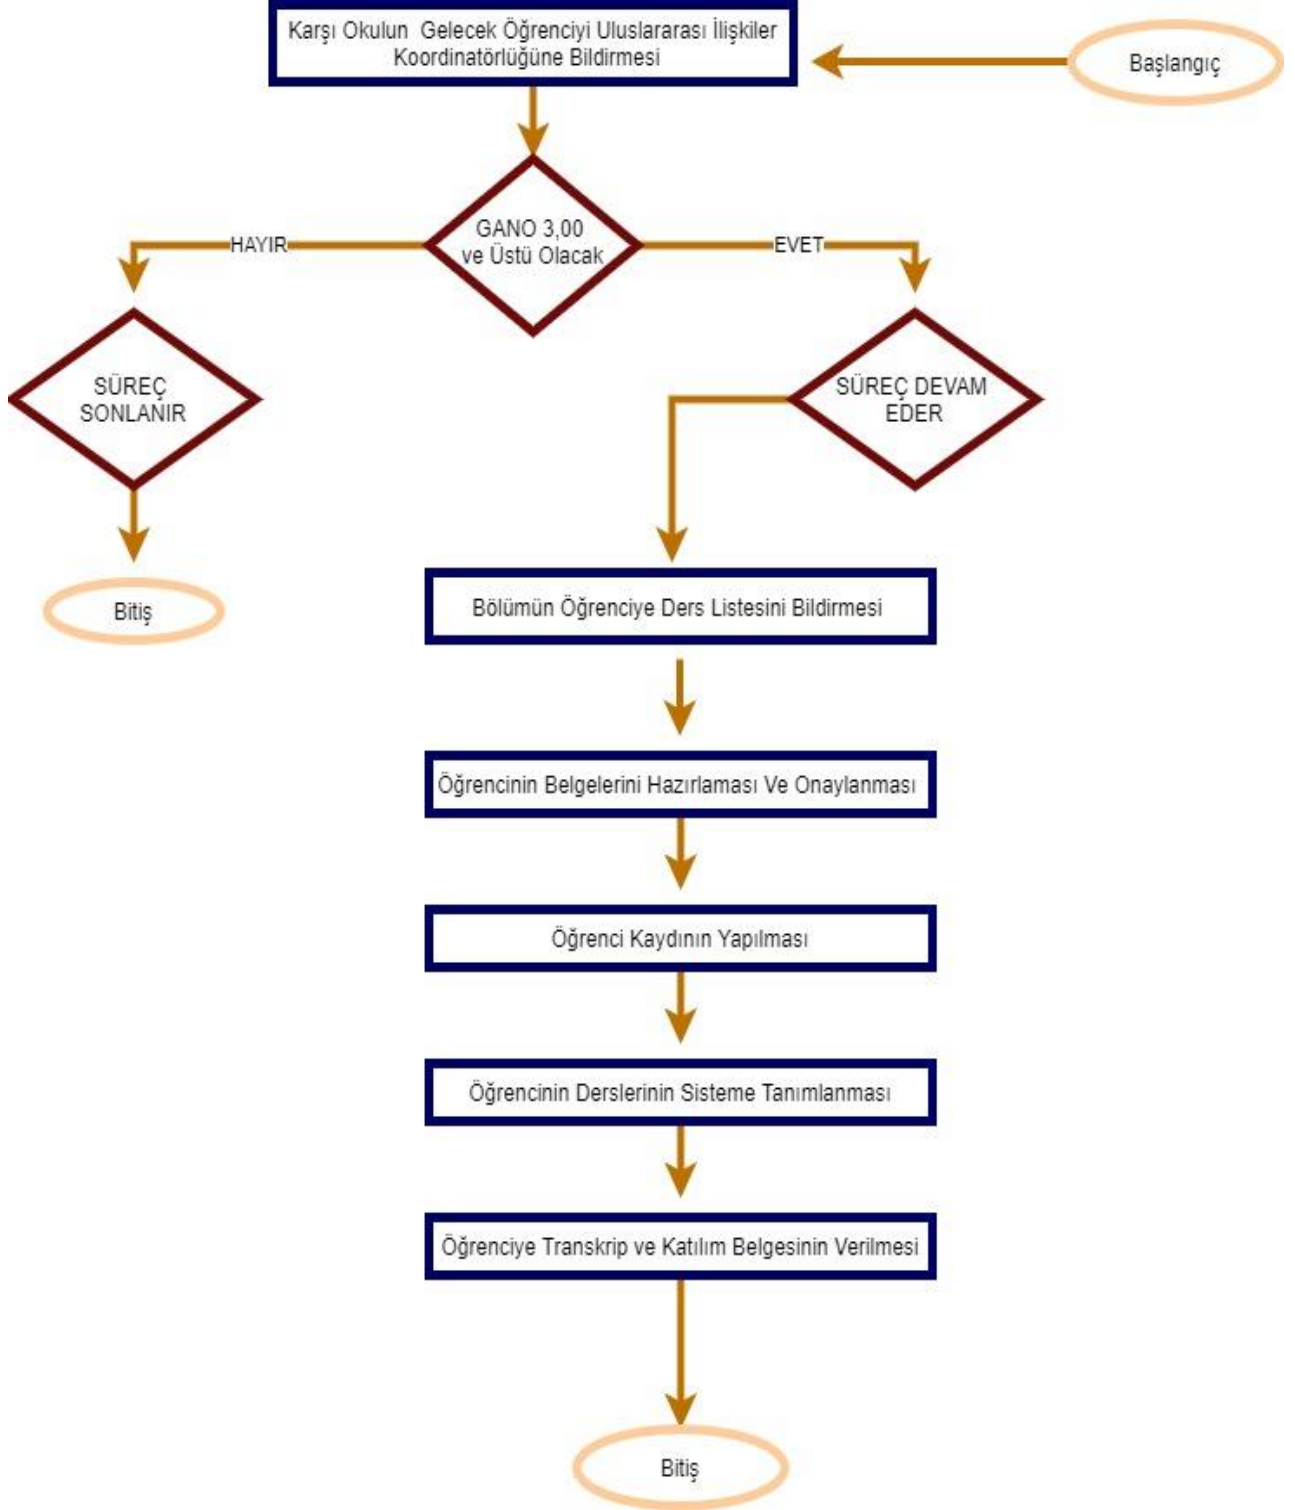 Karşı Okulun Gelecek Öğrenciyi Uluslararası İlişkiler
Koordinatörlüğüne Bildirmesi
Başlangıç
GANO 3,00
ve Üstü Olacak
HAYIR
EVET
SÜREÇ
SONLANIR
SÜREÇ DEVAM
EDER
Bitiş
Bölümün Öğrenciye Ders Listesini Bildirmesi
Öğrencinin Belgelerini Hazırlaması Ve Onaylanması
Öğrenci Kaydının Yapılması
Öğrencinin Derslerinin Sisteme Tanımlanması
Öğrenciye Transkrip ve Katılım Belgesinin Verilmesi
Bitiş